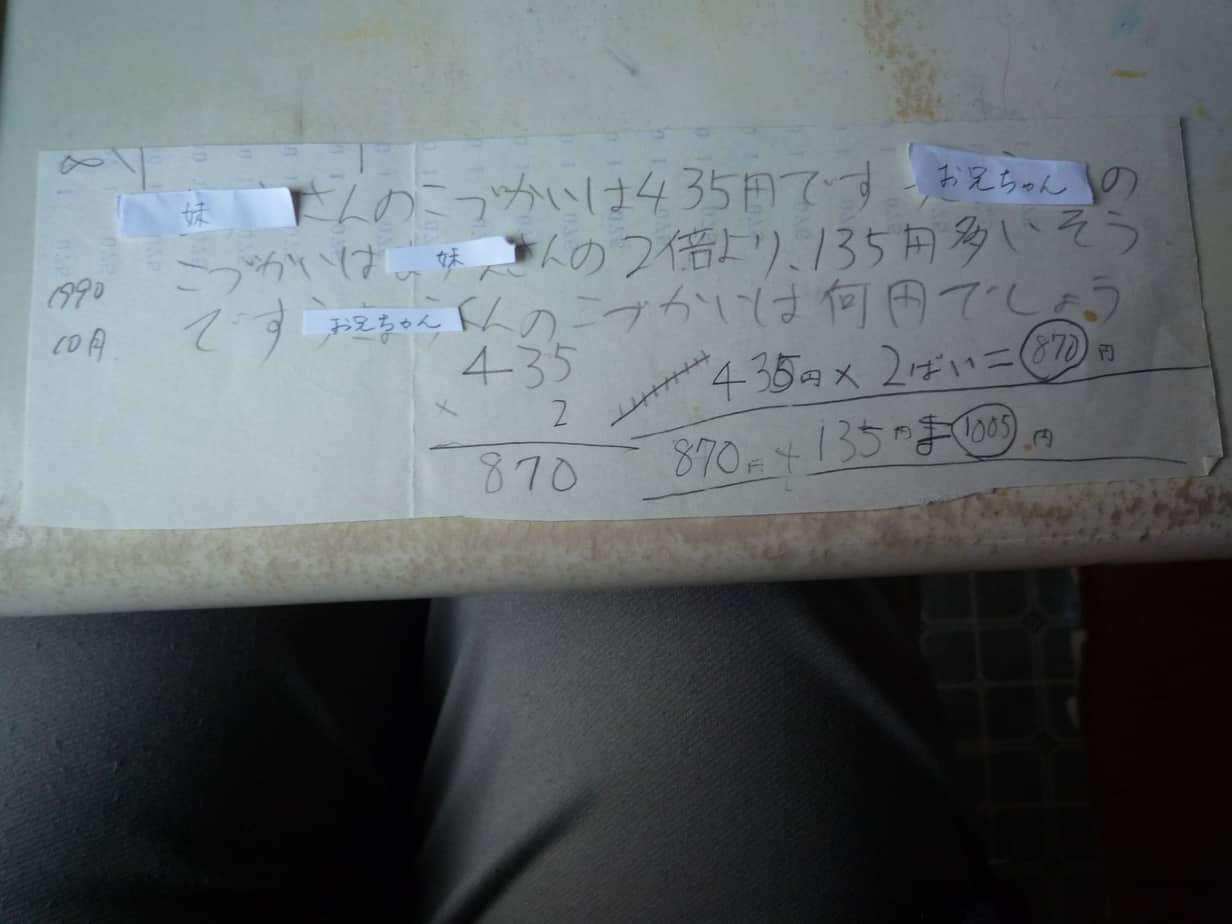 妹さんのこづかいは435円です お兄ちゃんの
こづかいは妹さんの2倍より、135円多いそう
です お兄ちゃんくんのこづかいは何円でしょう
1990
10月
435
× 2
870
435円×2ばい=870円
870円+135円=1005円